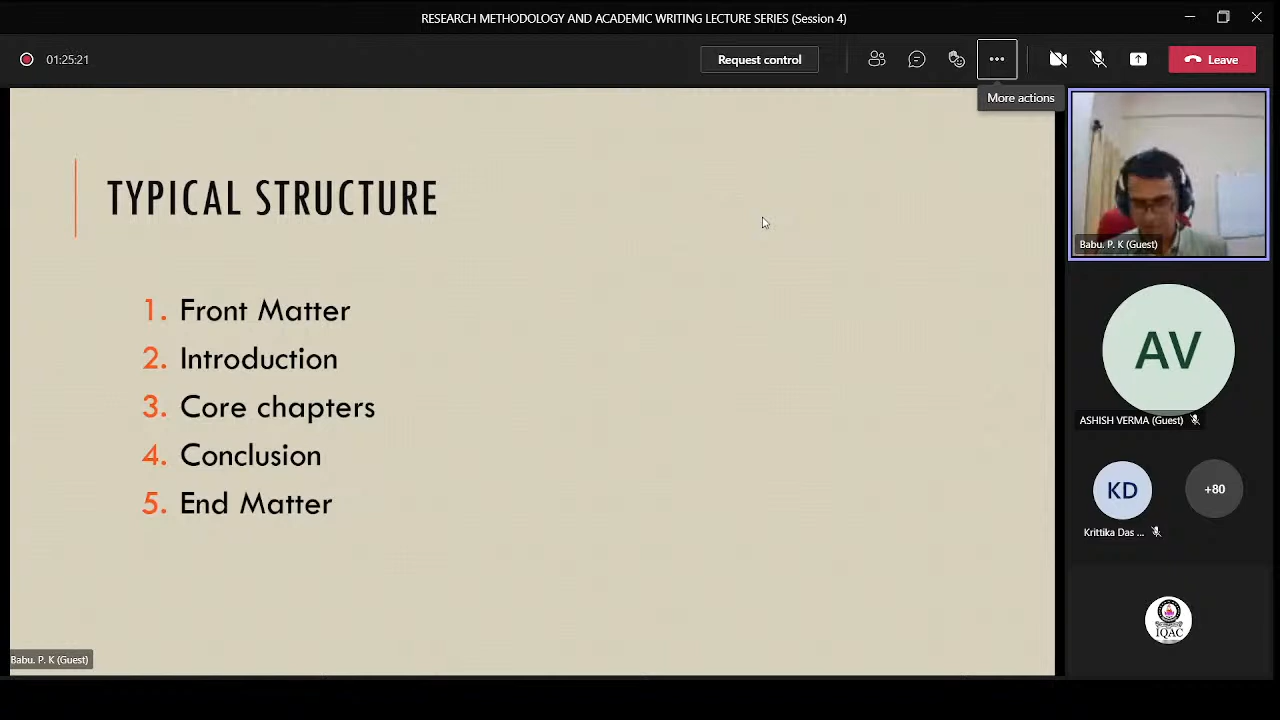 RESEARCH METHODOLOGY AND ACADEMIC WRITING LECTURE SERIES (Session 4)
01:25:21
Request control
Leave
More actions
TYPICAL STRUCTURE
1. Front Matter
2. Introduction
3. Core chapters
4. Conclusion
5. End Matter
Babu. P. K (Guest)
Babu. P. K (Guest)
AV
ASHISH VERMA (Guest)
KD
+80
Krittika Das ...
IQAC